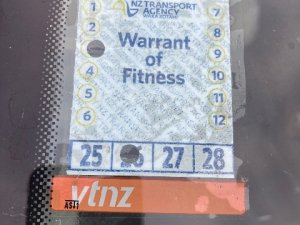 NZ TRANSPORT
AGENCY
WAKA KOTAHI
1 7
2 8
Warrant
of
Fitness
9
4 10
5 11
6 12
25 27 28
vtnz